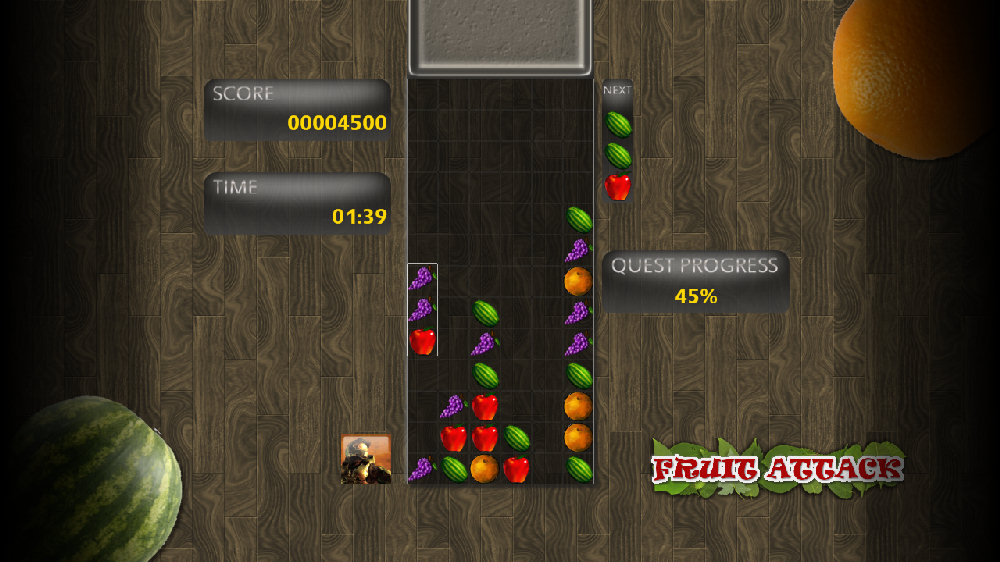 SCORE
00004500
TIME
01:39
NEXT
QUEST PROGRESS
45%
FRUIT ATTACK